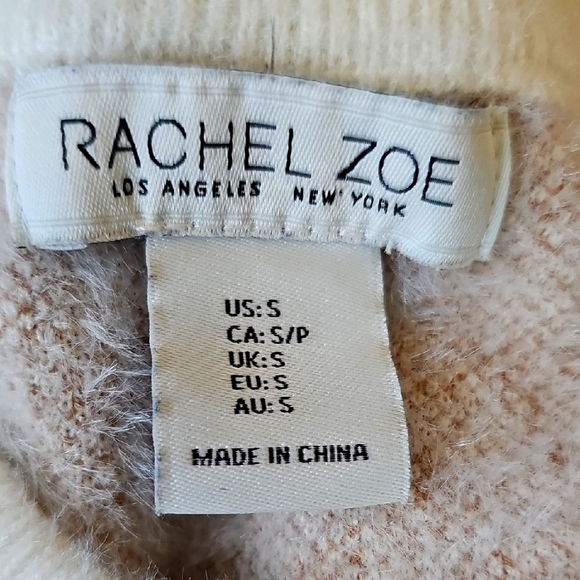 RACHEL ZOE
LOS ANGELES NEW YORK
US: S
CA: S/P
UK: S
EU: S
AU: S
MADE IN CHINA